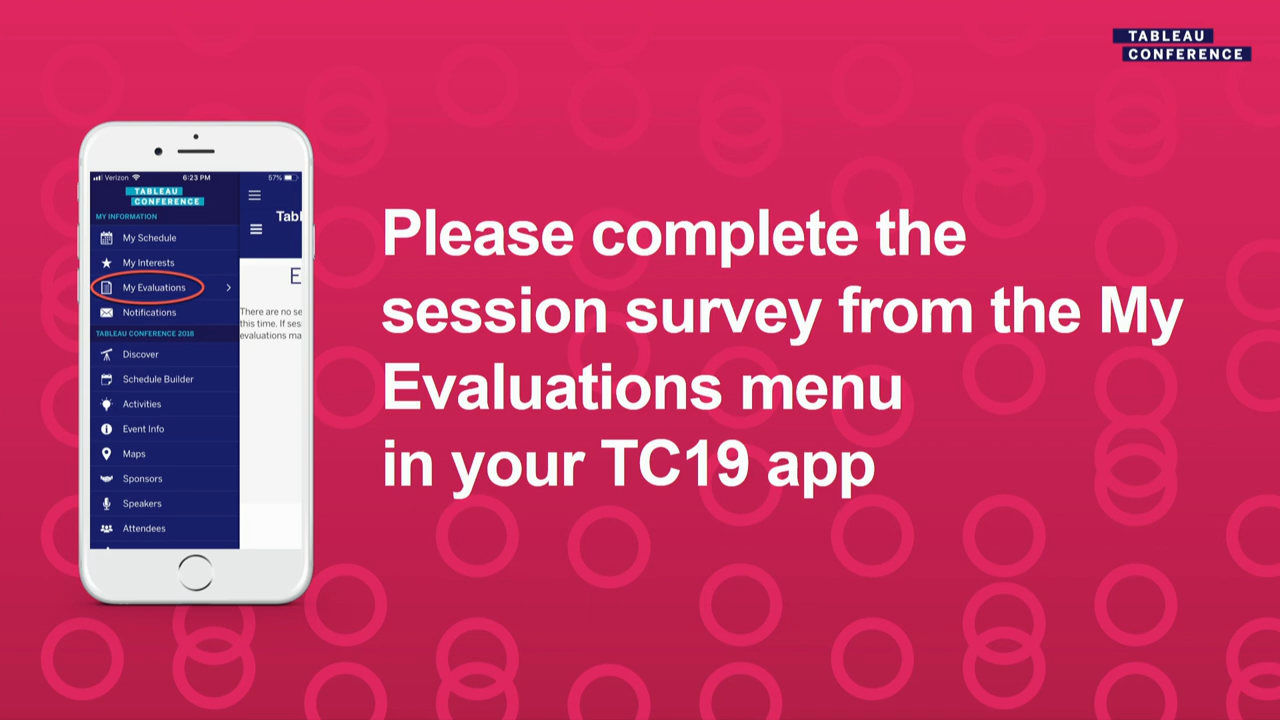 TABLEAU
CONFERENCE
Verizon 6:23 PM 57%
TABLEAU
CONFERENCE
MY INFORMATION
My Schedule
My Interests
My Evaluations
Notifications
TABLEAU CONFERENCE 2018
Discover
Schedule Builder
Activities
Event Info
Maps
Sponsors
Speakers
Attendees
Tabl
E
There are no se
this time. If ses
evaluations ma
Please complete the
session survey from the My
Evaluations menu
in your TC19 app